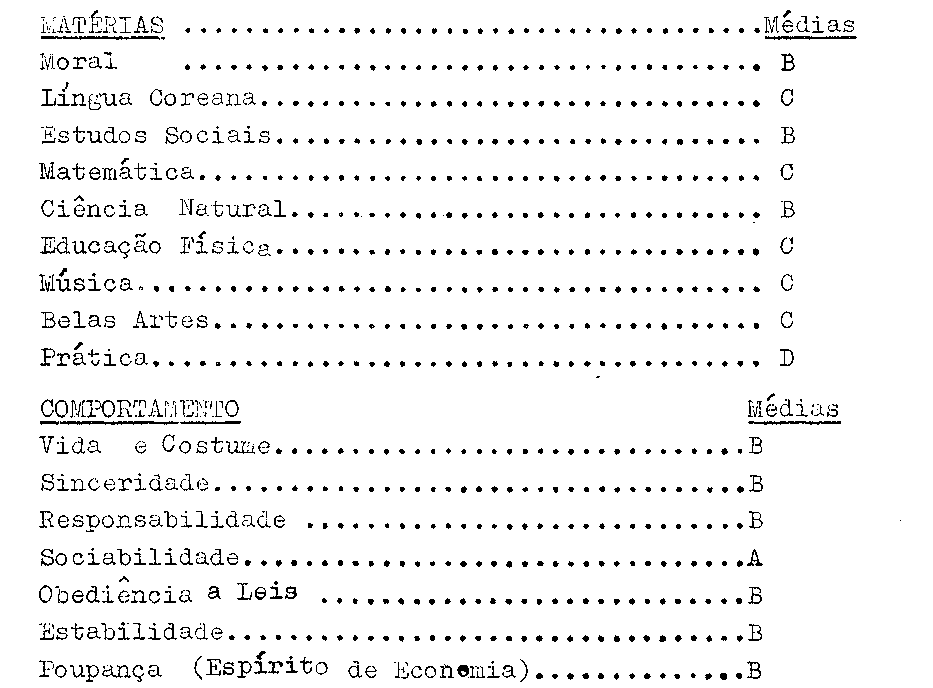 MATÉRIAS ......................................Médias
Moral ...................................... B
Língua Coreana................................. C
Estudos Sociais................................ B
Matemática..................................... C
Ciência Natural............................... B
Educação Física................................ C
Música......................................... C
Belas Artes.................................... C
Prática........................................ D
COMPORTAMENTO Médias
Vida e Costume...............................B
Sinceridade...................................B
Responsabilidade .............................B
Sociabilidade.................................A
Obediência a Leis ............................B
Estabilidade..................................B
Poupança (Espírito de Economia)..............B